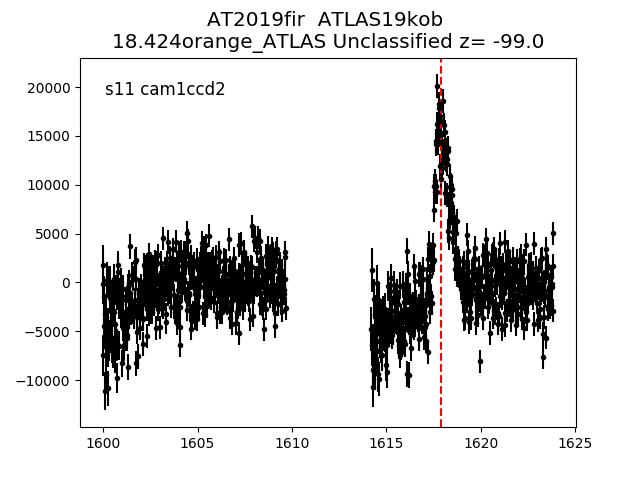 AT2019fir  ATLAS19kob
18.424orange_ATLAS Unclassified z= -99.0
s11 cam1ccd2
20000
15000
10000
5000
0
−5000
−10000
1600 1605 1610 1615 1620 1625